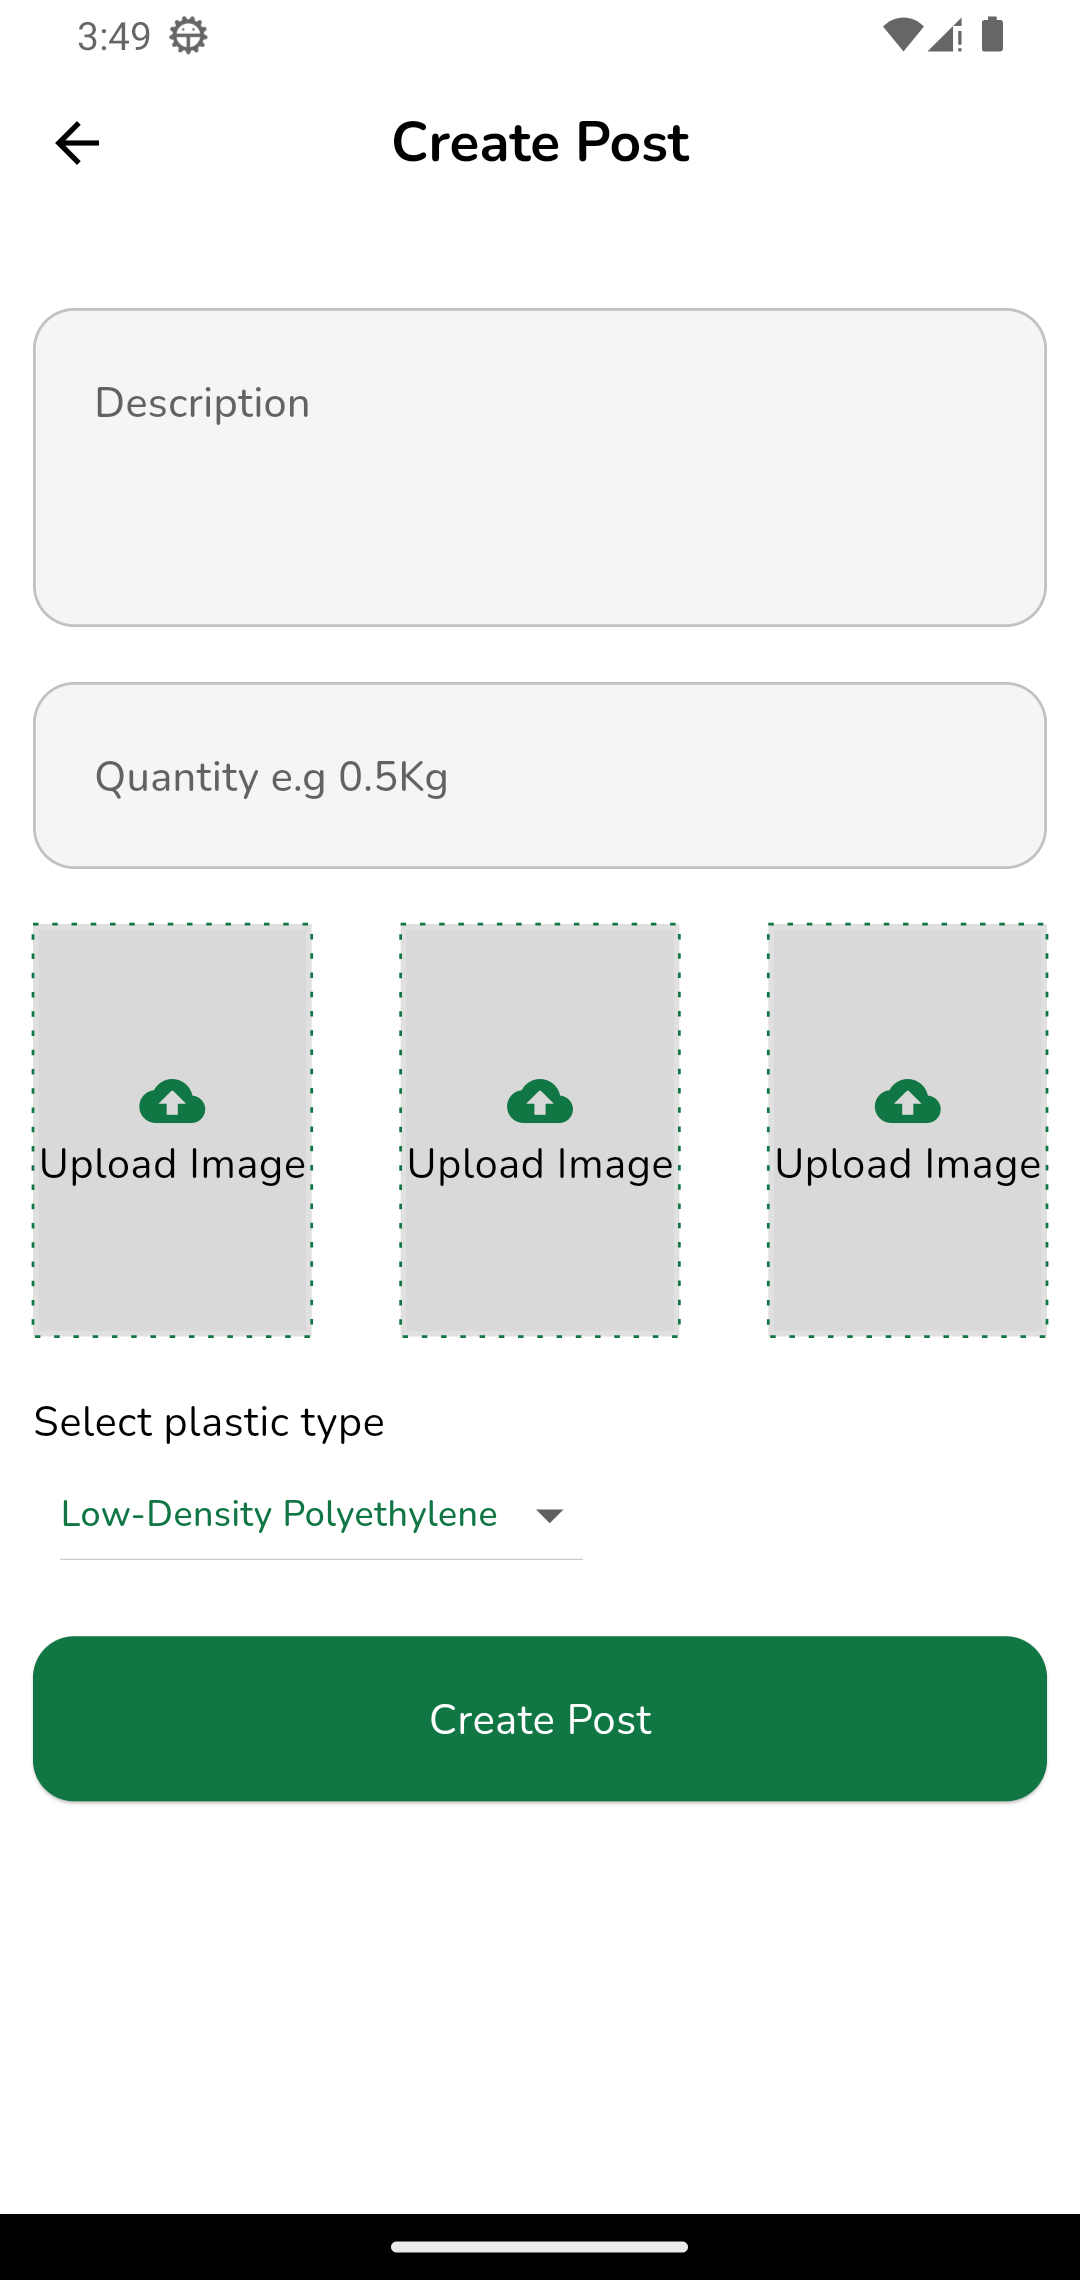 3:49
Create Post
Description
Quantity e.g 0.5Kg
Upload Image Upload Image Upload Image
Select plastic type
Low-Density Polyethylene
Create Post